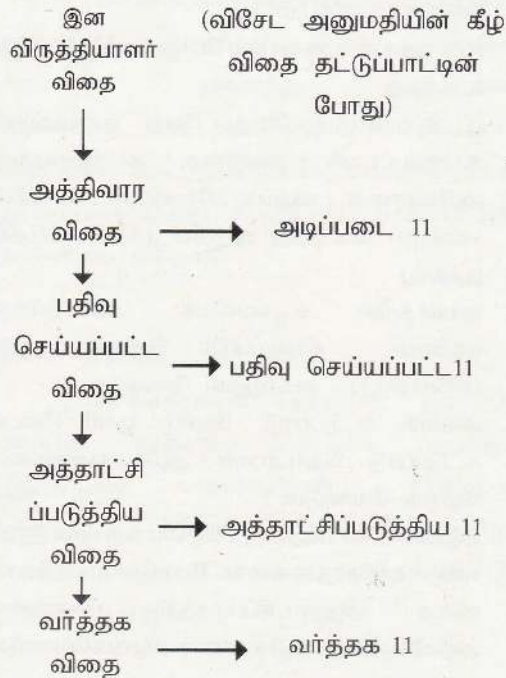 இன
விருத்தியாளர்
விதை
(விசேட அனுமதியின் கீழ்
விதை தட்டுப்பாட்டின்
போது)
அத்திவார
விதை
அடிப்படை 11
பதிவு
செய்யப்பட்ட
விதை
பதிவு செய்யப்பட்ட11
அத்தாட்சி
ப்படுத்திய
விதை
அத்தாட்சிப்படுத்திய 11
வர்த்தக
விதை
வர்த்தக 11